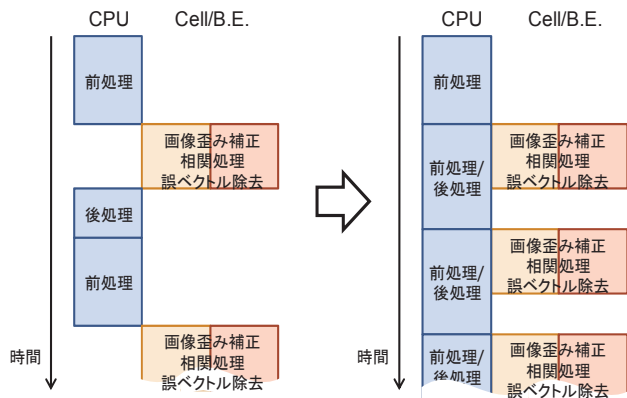 CPU
Cell/B.E.
前処理
画像歪み補正
相関処理
誤ベクトル除去
後処理
前処理
画像歪み補正
相関処理
誤ベクトル除去
時間
CPU
Cell/B.E.
前処理
画像歪み補正
相関処理
誤ベクトル除去
前処理/
後処理
画像歪み補正
相関処理
誤ベクトル除去
前処理/
後処理
画像歪み補正
相関処理
誤ベクトル除去
前処理/
後処理
時間